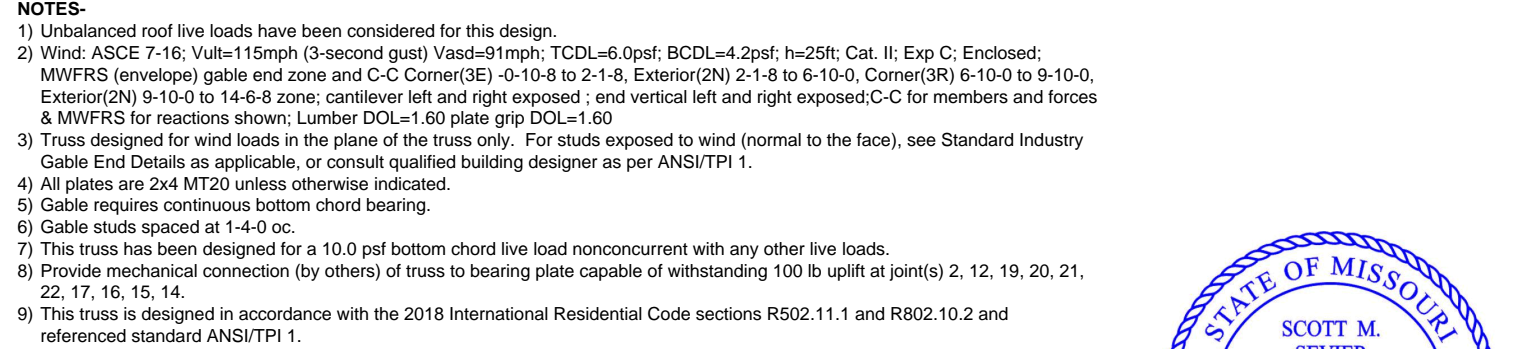 NOTES-
1) Unbalanced roof live loads have been considered for this design.
2) Wind: ASCE 7-16; Vult=115mph (3-second gust) Vasd=91mph; TCDL=6.0psf; BCDL=4.2psf; h=25ft; Cat. II; Exp C; Enclosed;
MWFRS (envelope) gable end zone and C-C Corner(3E) -0-10-8 to 2-1-8, Exterior(2N) 2-1-8 to 6-10-0, Corner(3R) 6-10-0 to 9-10-0,
Exterior(2N) 9-10-0 to 14-6-8 zone; cantilever left and right exposed ; end vertical left and right exposed;C-C for members and forces
& MWFRS for reactions shown; Lumber DOL=1.60 plate grip DOL=1.60
3) Truss designed for wind loads in the plane of the truss only. For studs exposed to wind (normal to the face), see Standard Industry
Gable End Details as applicable, or consult qualified building designer as per ANSI/TPI 1.
4) All plates are 2x4 MT20 unless otherwise indicated.
5) Gable requires continuous bottom chord bearing.
6) Gable studs spaced at 1-4-0 oc.
7) This truss has been designed for a 10.0 psf bottom chord live load nonconcurrent with any other live loads.
8) Provide mechanical connection (by others) of truss to bearing plate capable of withstanding 100 lb uplift at joint(s) 2, 12, 19, 20, 21,
22, 17, 16, 15, 14.
9) This truss is designed in accordance with the 2018 International Residential Code sections R502.11.1 and R802.10.2 and
referenced standard ANSI/TPI 1.
STATE OF MISSOURI
SCOTT M.